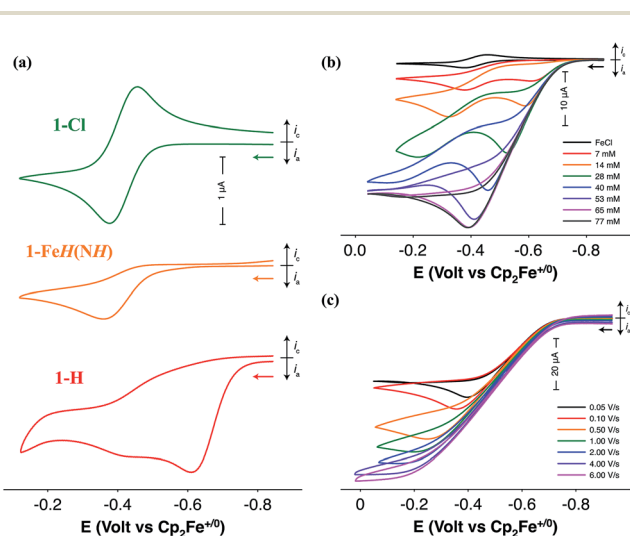 (a)
1-Cl
i_c
i_a
1 μA
1-FeH(NH)
i_c
i_a
1-H
i_c
i_a
-0.2 -0.4 -0.6 -0.8
E (Volt vs Cp₂Fe⁺ᐟ⁰)
(b)
i_c
i_a
10 μA
FeCl
7 mM
14 mM
28 mM
40 mM
53 mM
65 mM
77 mM
0.0 -0.2 -0.4 -0.6 -0.8
E (Volt vs Cp₂Fe⁺ᐟ⁰)
(c)
i_c
i_a
20 μA
0.05 V/s
0.10 V/s
0.50 V/s
1.00 V/s
2.00 V/s
4.00 V/s
6.00 V/s
0 -0.2 -0.4 -0.6 -0.8
E (Volt vs Cp₂Fe⁺ᐟ⁰)